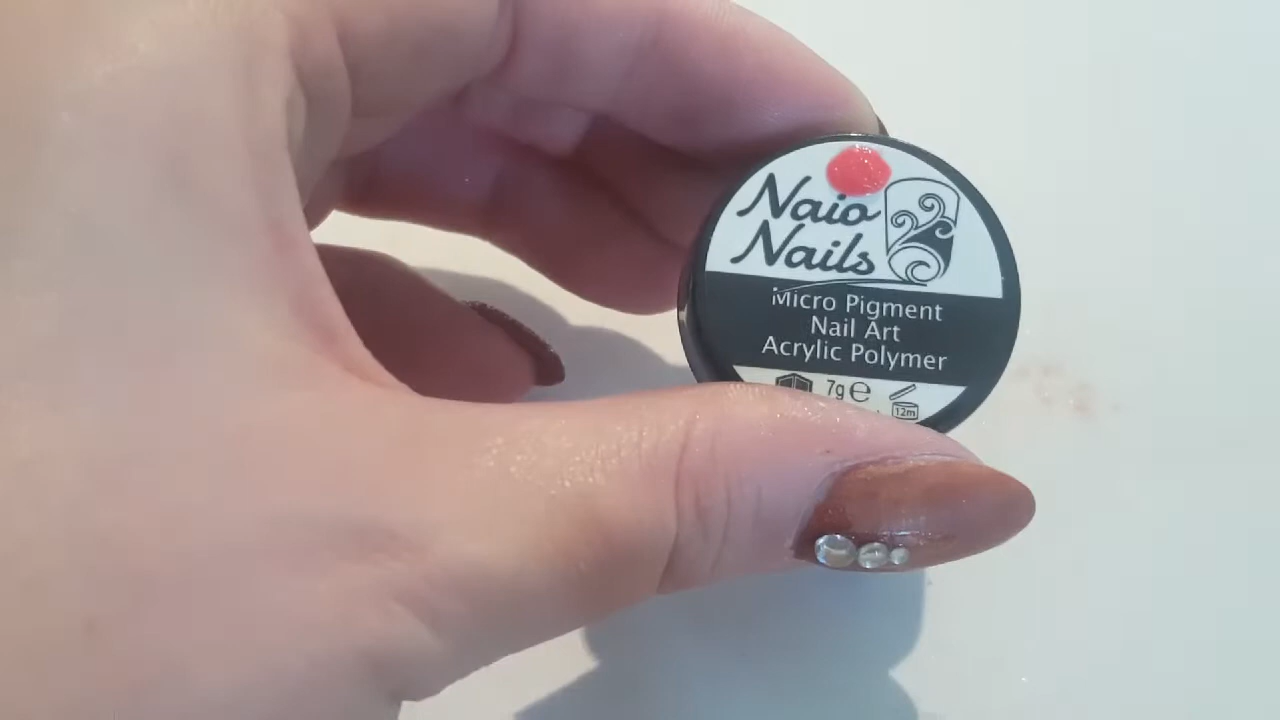 Naio
Nails
Micro Pigment
Nail Art
Acrylic Polymer
7g ℮
12m